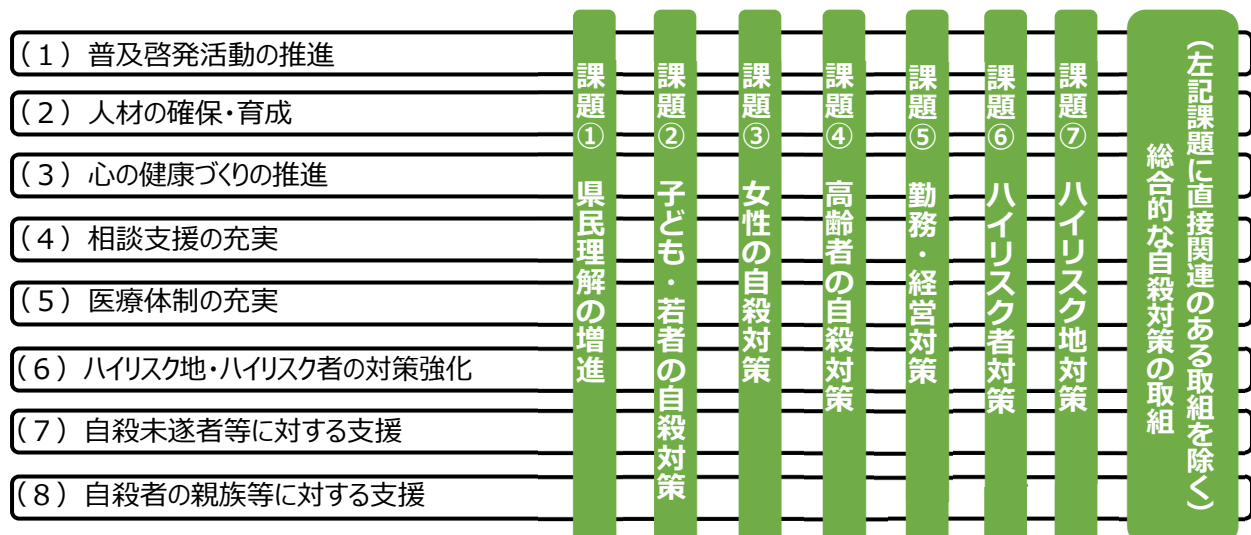 (1) 普及啓発活動の推進
(2) 人材の確保・育成
(3) 心の健康づくりの推進
(4) 相談支援の充実
(5) 医療体制の充実
(6) ハイリスク地・ハイリスク者の対策強化
(7) 自殺未遂者等に対する支援
(8) 自殺者の親族等に対する支援
課題① 県民理解の増進
課題② 子ども・若者の自殺対策
課題③ 女性の自殺対策
課題④ 高齢者の自殺対策
課題⑤ 勤務・経営対策
課題⑥ ハイリスク者対策
課題⑦ ハイリスク地対策
(左記課題に直接関連のある取組を除く)
総合的な自殺対策の取組